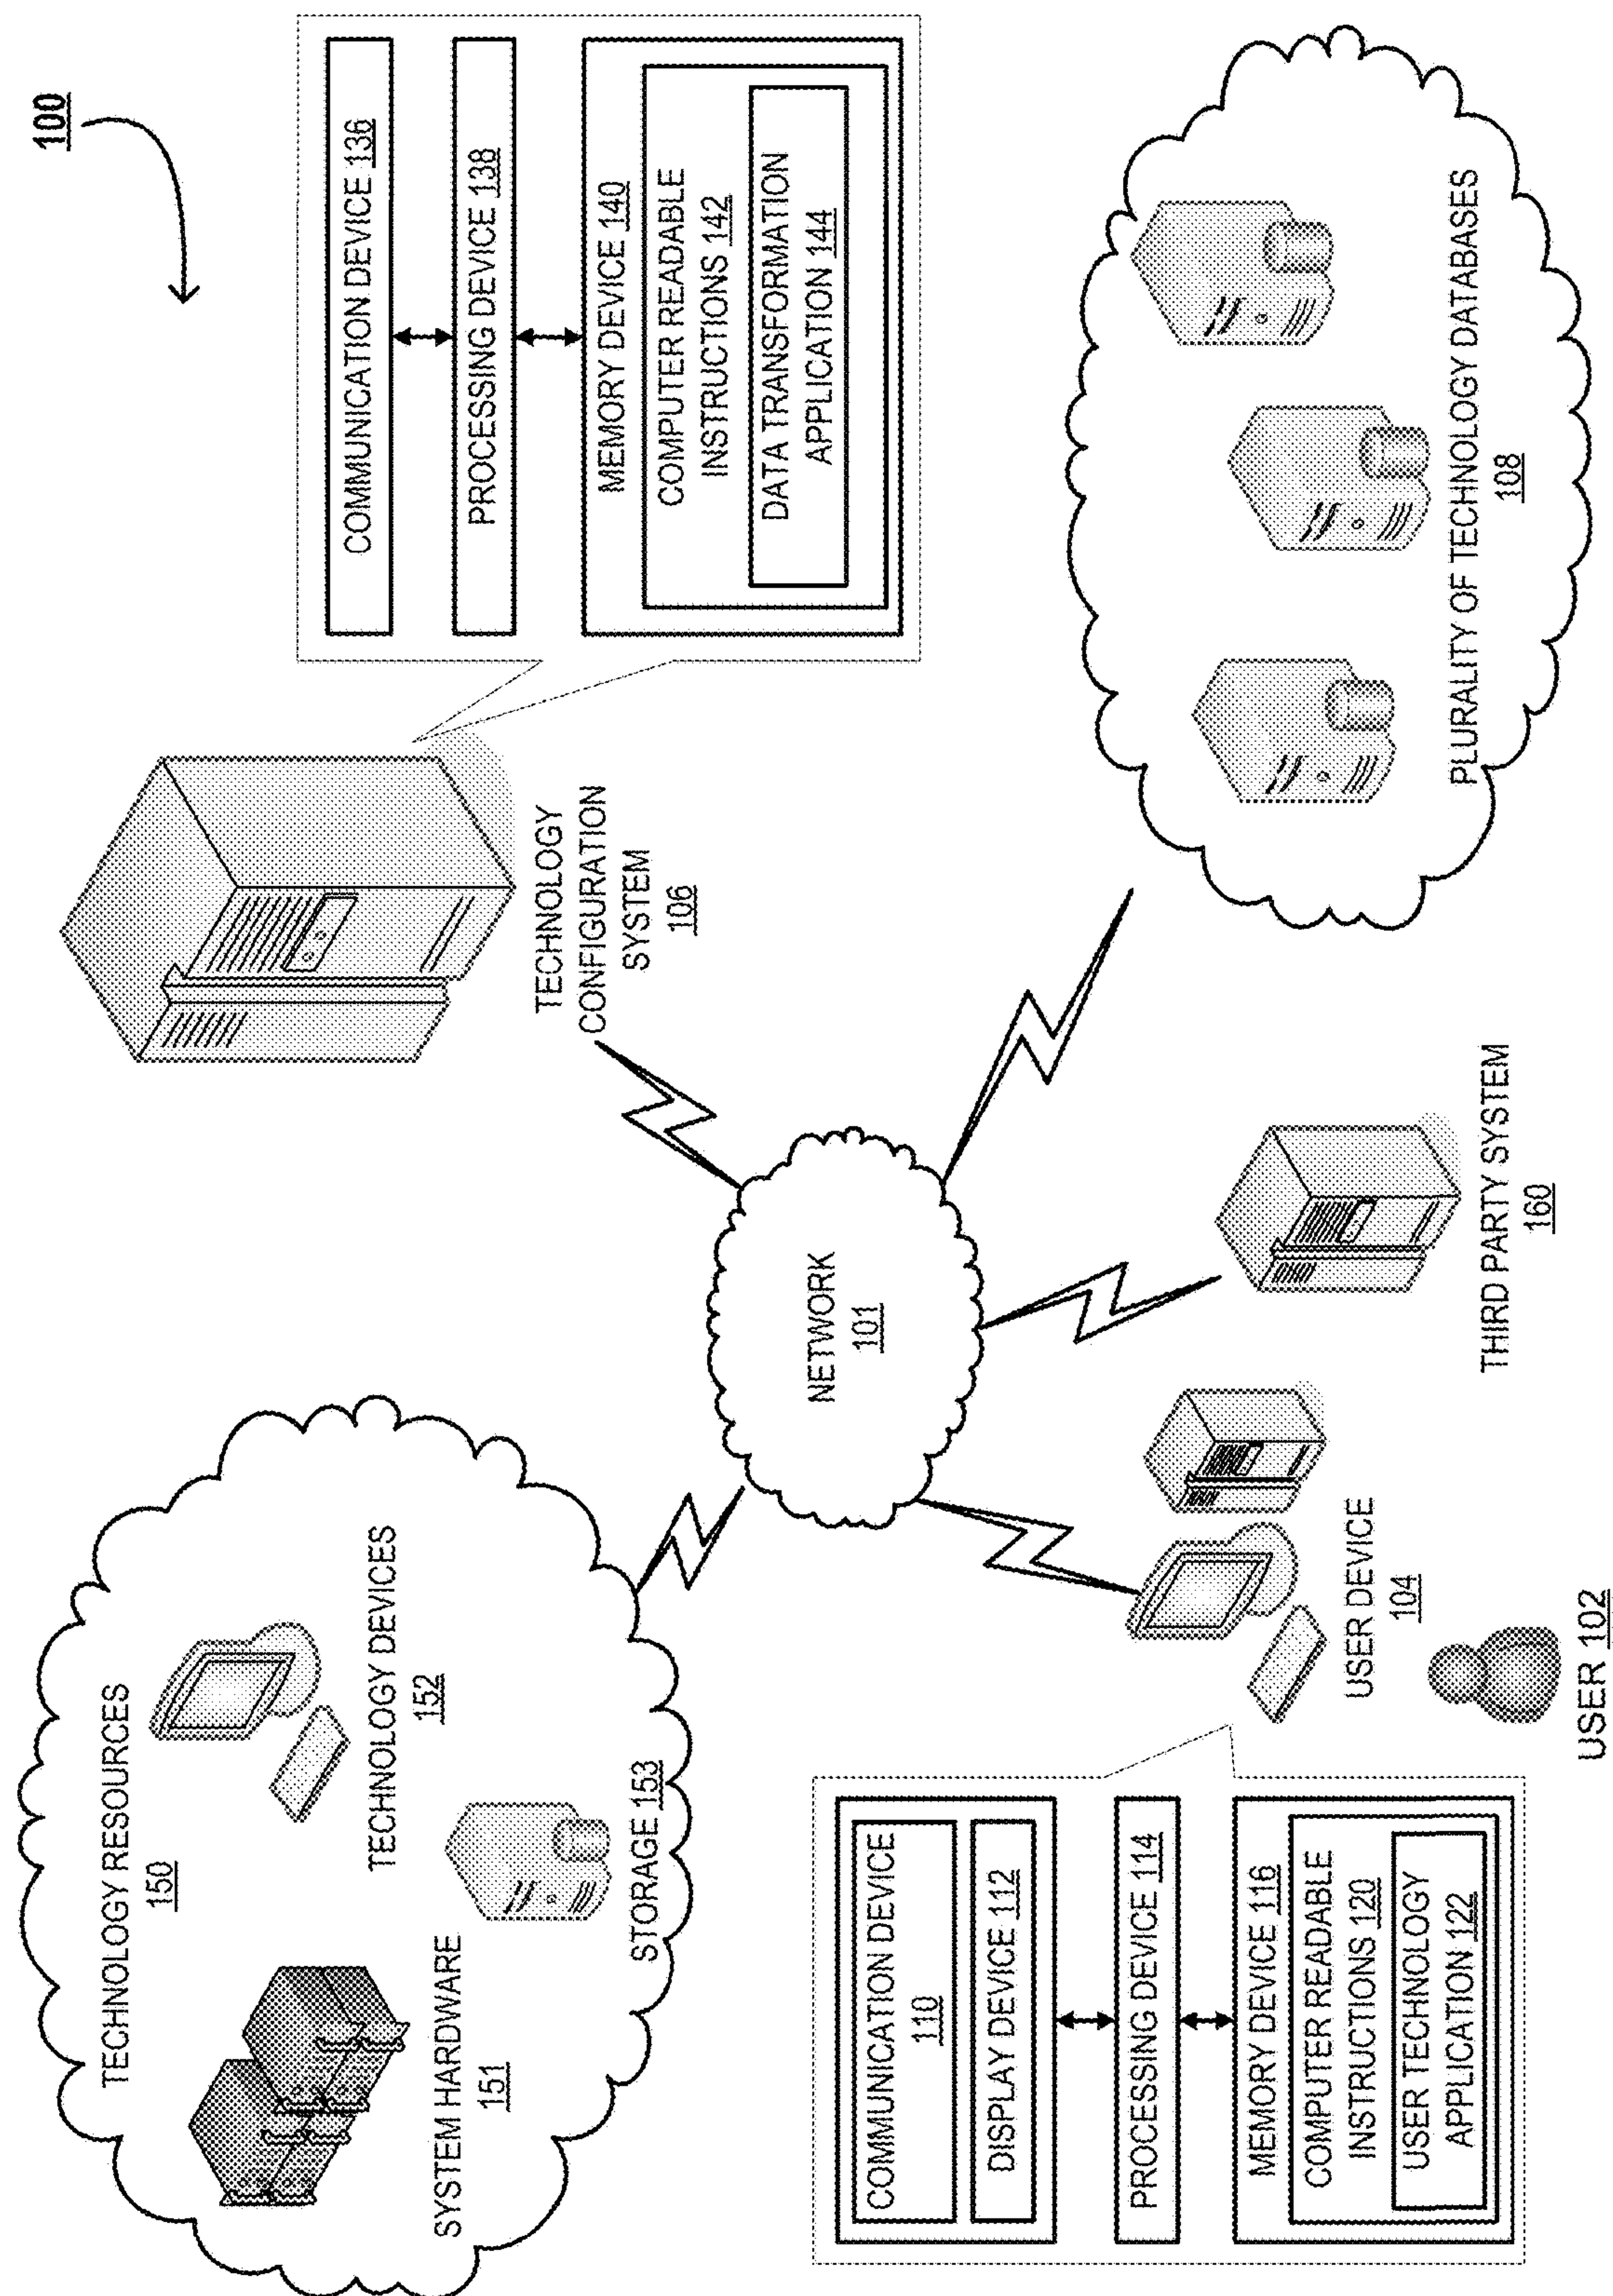 100
TECHNOLOGY RESOURCES
150
TECHNOLOGY DEVICES
152
SYSTEM HARDWARE
151
STORAGE 153
TECHNOLOGY
CONFIGURATION
SYSTEM
106
COMMUNICATION DEVICE 136
PROCESSING DEVICE 138
MEMORY DEVICE 140
COMPUTER READABLE
INSTRUCTIONS 142
DATA TRANSFORMATION
APPLICATION 144
NETWORK
101
COMMUNICATION DEVICE
110
DISPLAY DEVICE 112
PROCESSING DEVICE 114
MEMORY DEVICE 116
COMPUTER READABLE
INSTRUCTIONS 120
USER TECHNOLOGY
APPLICATION 122
USER DEVICE
104
USER 102
THIRD PARTY SYSTEM
160
PLURALITY OF TECHNOLOGY DATABASES
108